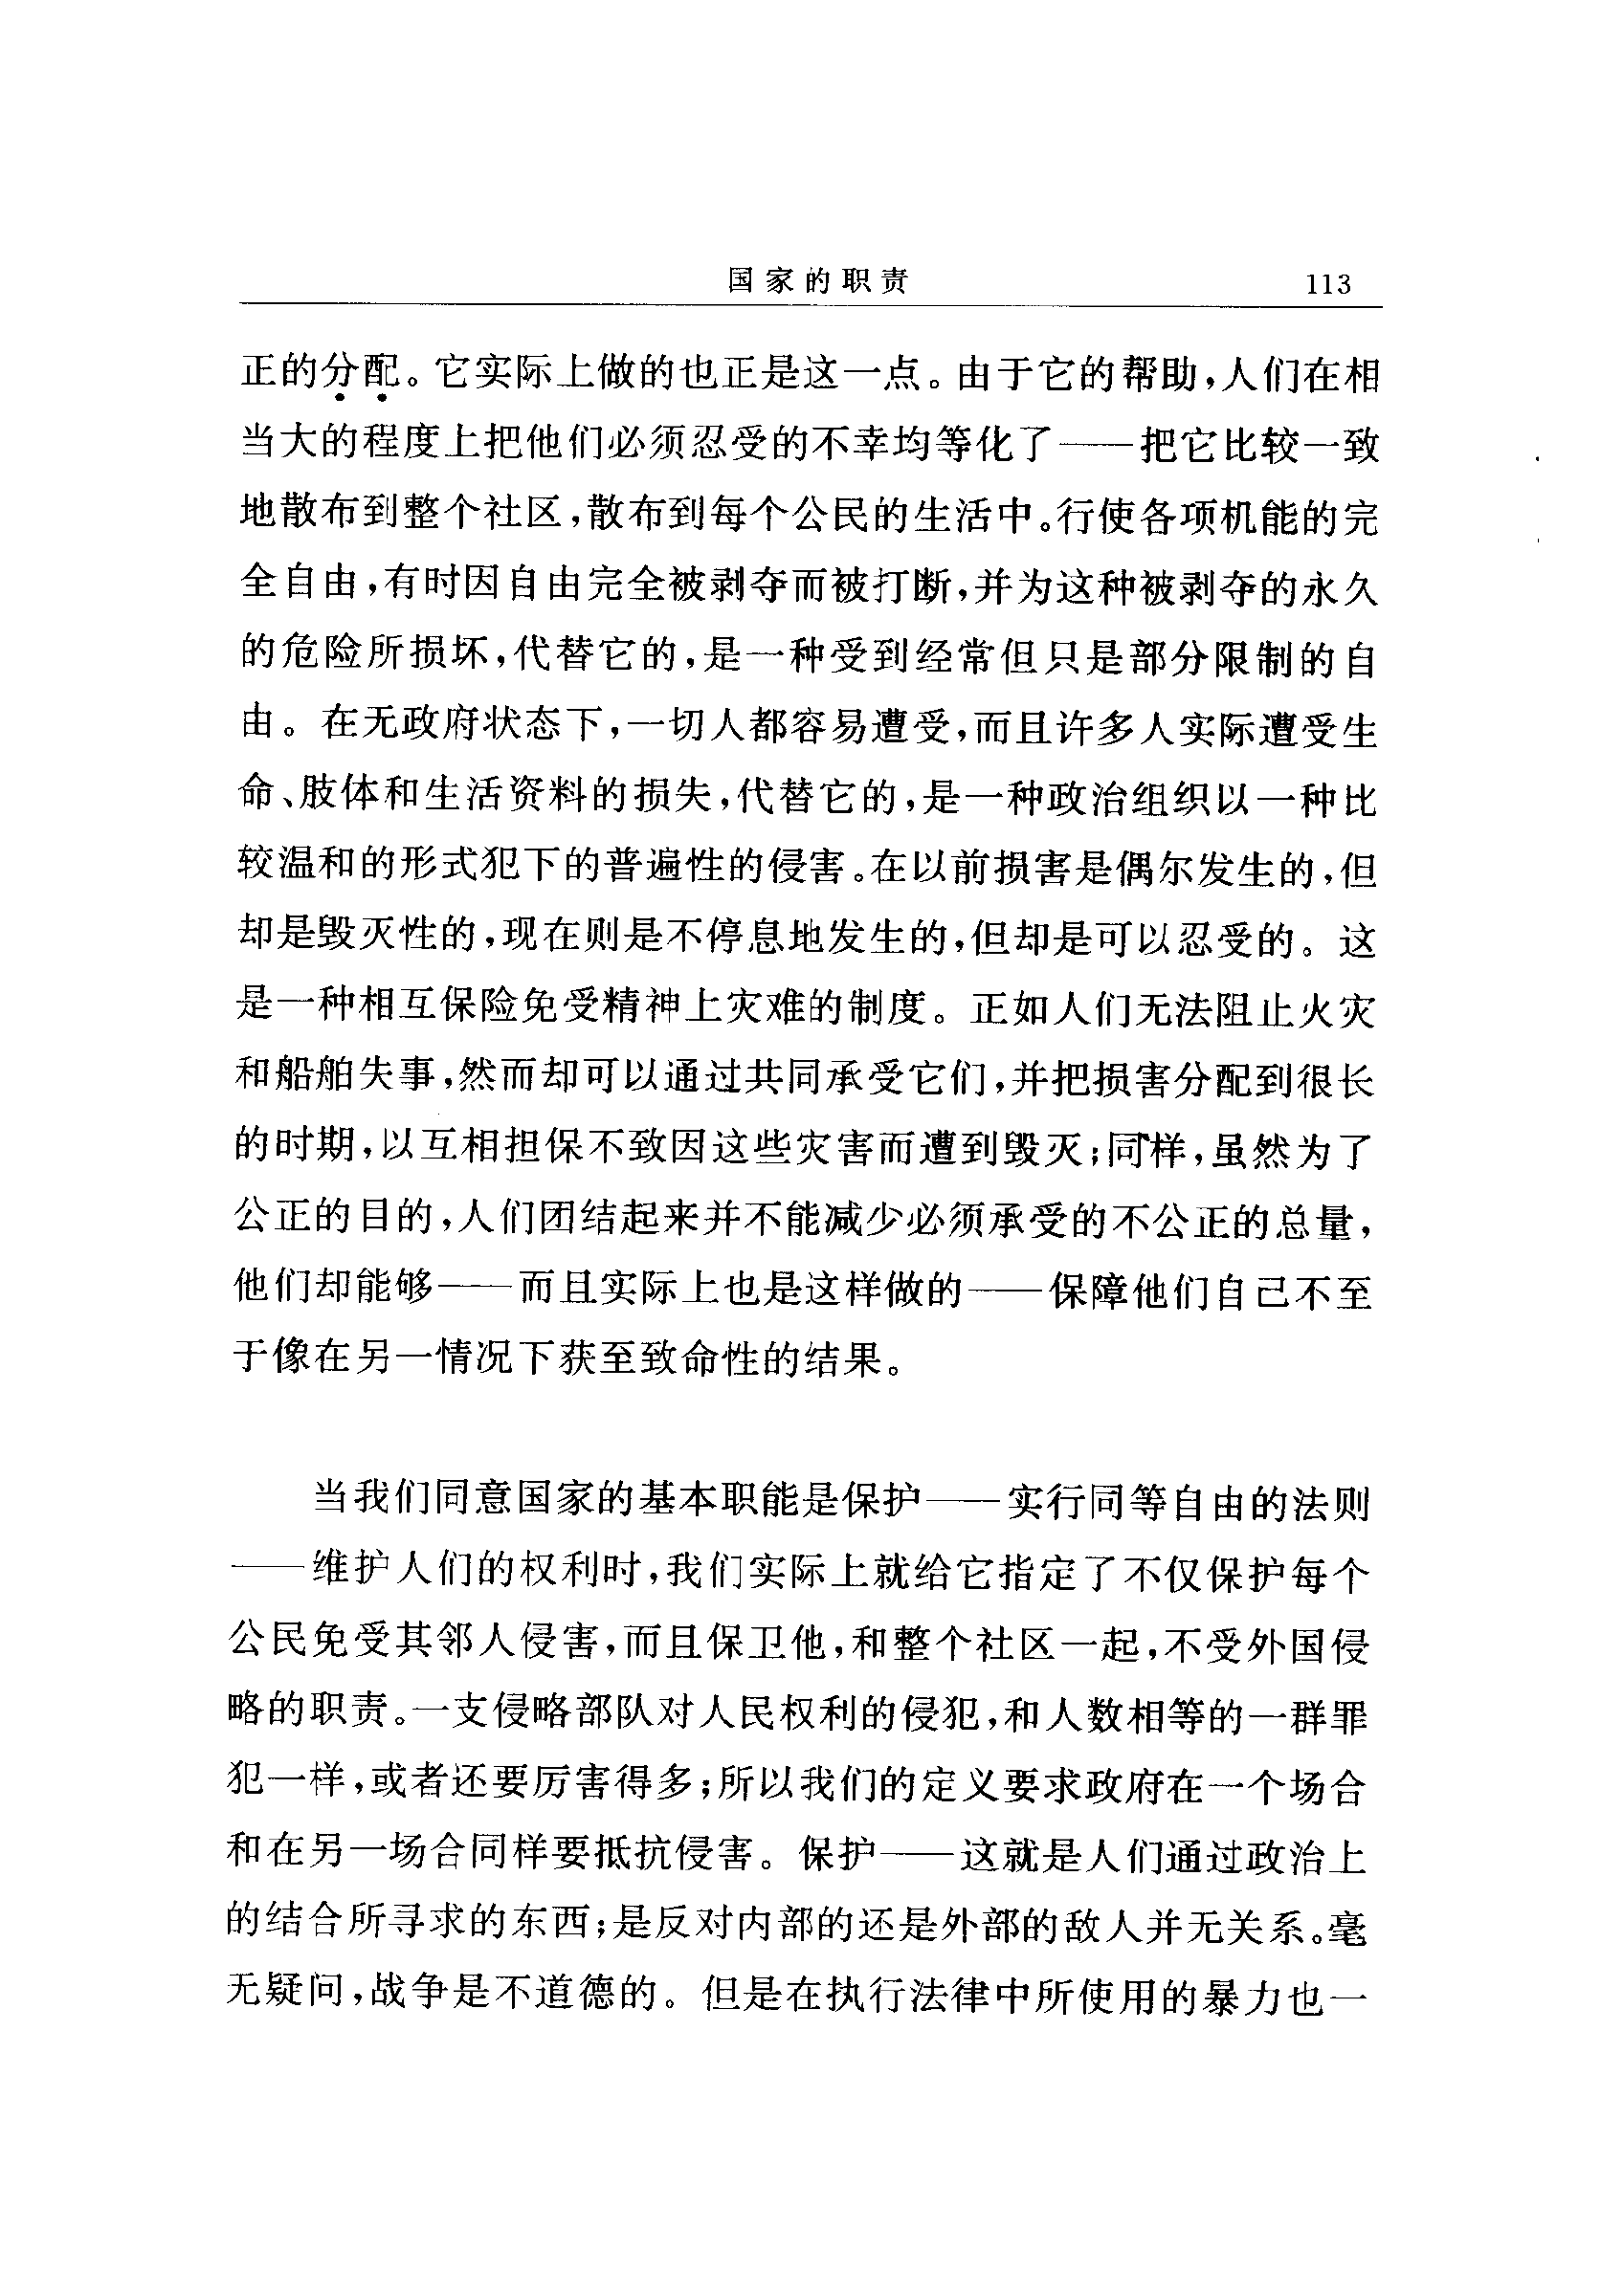 国家的职责 113
正的分配。它实际上做的也正是这一点。由于它的帮助,人们在相
当大的程度上把他们必须忍受的不幸均等化了——把它比较一致
地散布到整个社区,散布到每个公民的生活中。行使各项机能的完
全自由,有时因自由完全被剥夺而被打断,并为这种被剥夺的永久
的危险所损坏,代替它的,是一种受到经常但只是部分限制的自
由。在无政府状态下,一切人都容易遭受,而且许多人实际遭受生
命、肢体和生活资料的损失,代替它的,是一种政治组织以一种比
较温和的形式犯下的普遍性的侵害。在以前损害是偶尔发生的,但
却是毁灭性的,现在则是不停息地发生的,但却是可以忍受的。这
是一种相互保险免受精神上灾难的制度。正如人们无法阻止火灾
和船舶失事,然而却可以通过共同承受它们,并把损害分配到很长
的时期,以互相担保不致因这些灾害而遭到毁灭;同样,虽然为了
公正的目的,人们团结起来并不能减少必须承受的不公正的总量,
他们却能够——而且实际上也是这样做的——保障他们自己不至
于像在另一情况下获至致命性的结果。
当我们同意国家的基本职能是保护——实行同等自由的法则
——维护人们的权利时,我们实际上就给它指定了不仅保护每个
公民免受其邻人侵害,而且保卫他,和整个社区一起,不受外国侵
略的职责。一支侵略部队对人民权利的侵犯,和人数相等的一群罪
犯一样,或者还要厉害得多;所以我们的定义要求政府在一个场合
和在另一场合同样要抵抗侵害。保护——这就是人们通过政治上
的结合所寻求的东西;是反对内部的还是外部的敌人并无关系。毫
无疑问,战争是不道德的。但是在执行法律中所使用的暴力也一